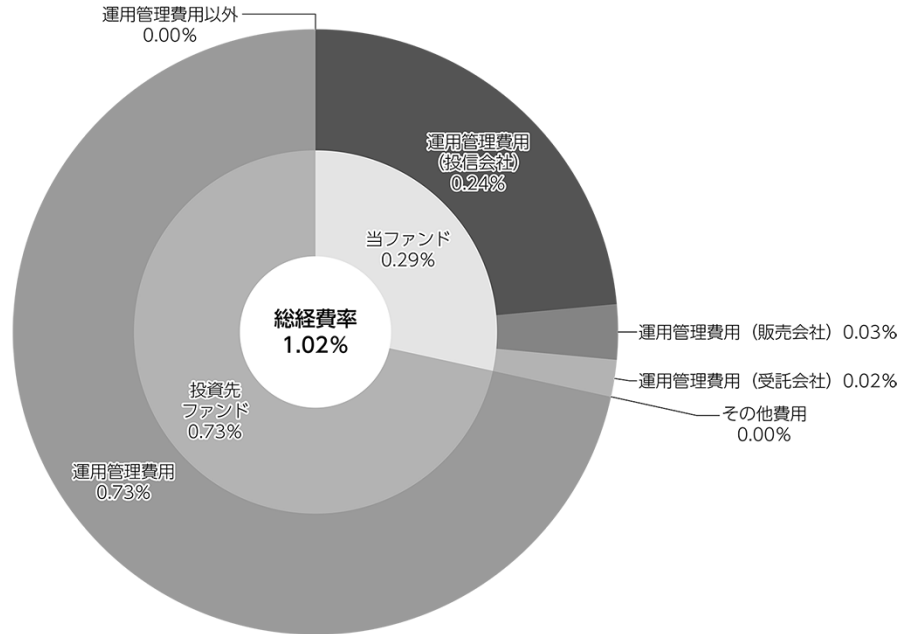 運用管理費用以外
0.00%
運用管理費用
(投信会社)
0.24%
当ファンド
0.29%
総経費率
1.02%
運用管理費用（販売会社）0.03%
運用管理費用（受託会社）0.02%
その他費用
0.00%
投資先
ファンド
0.73%
運用管理費用
0.73%